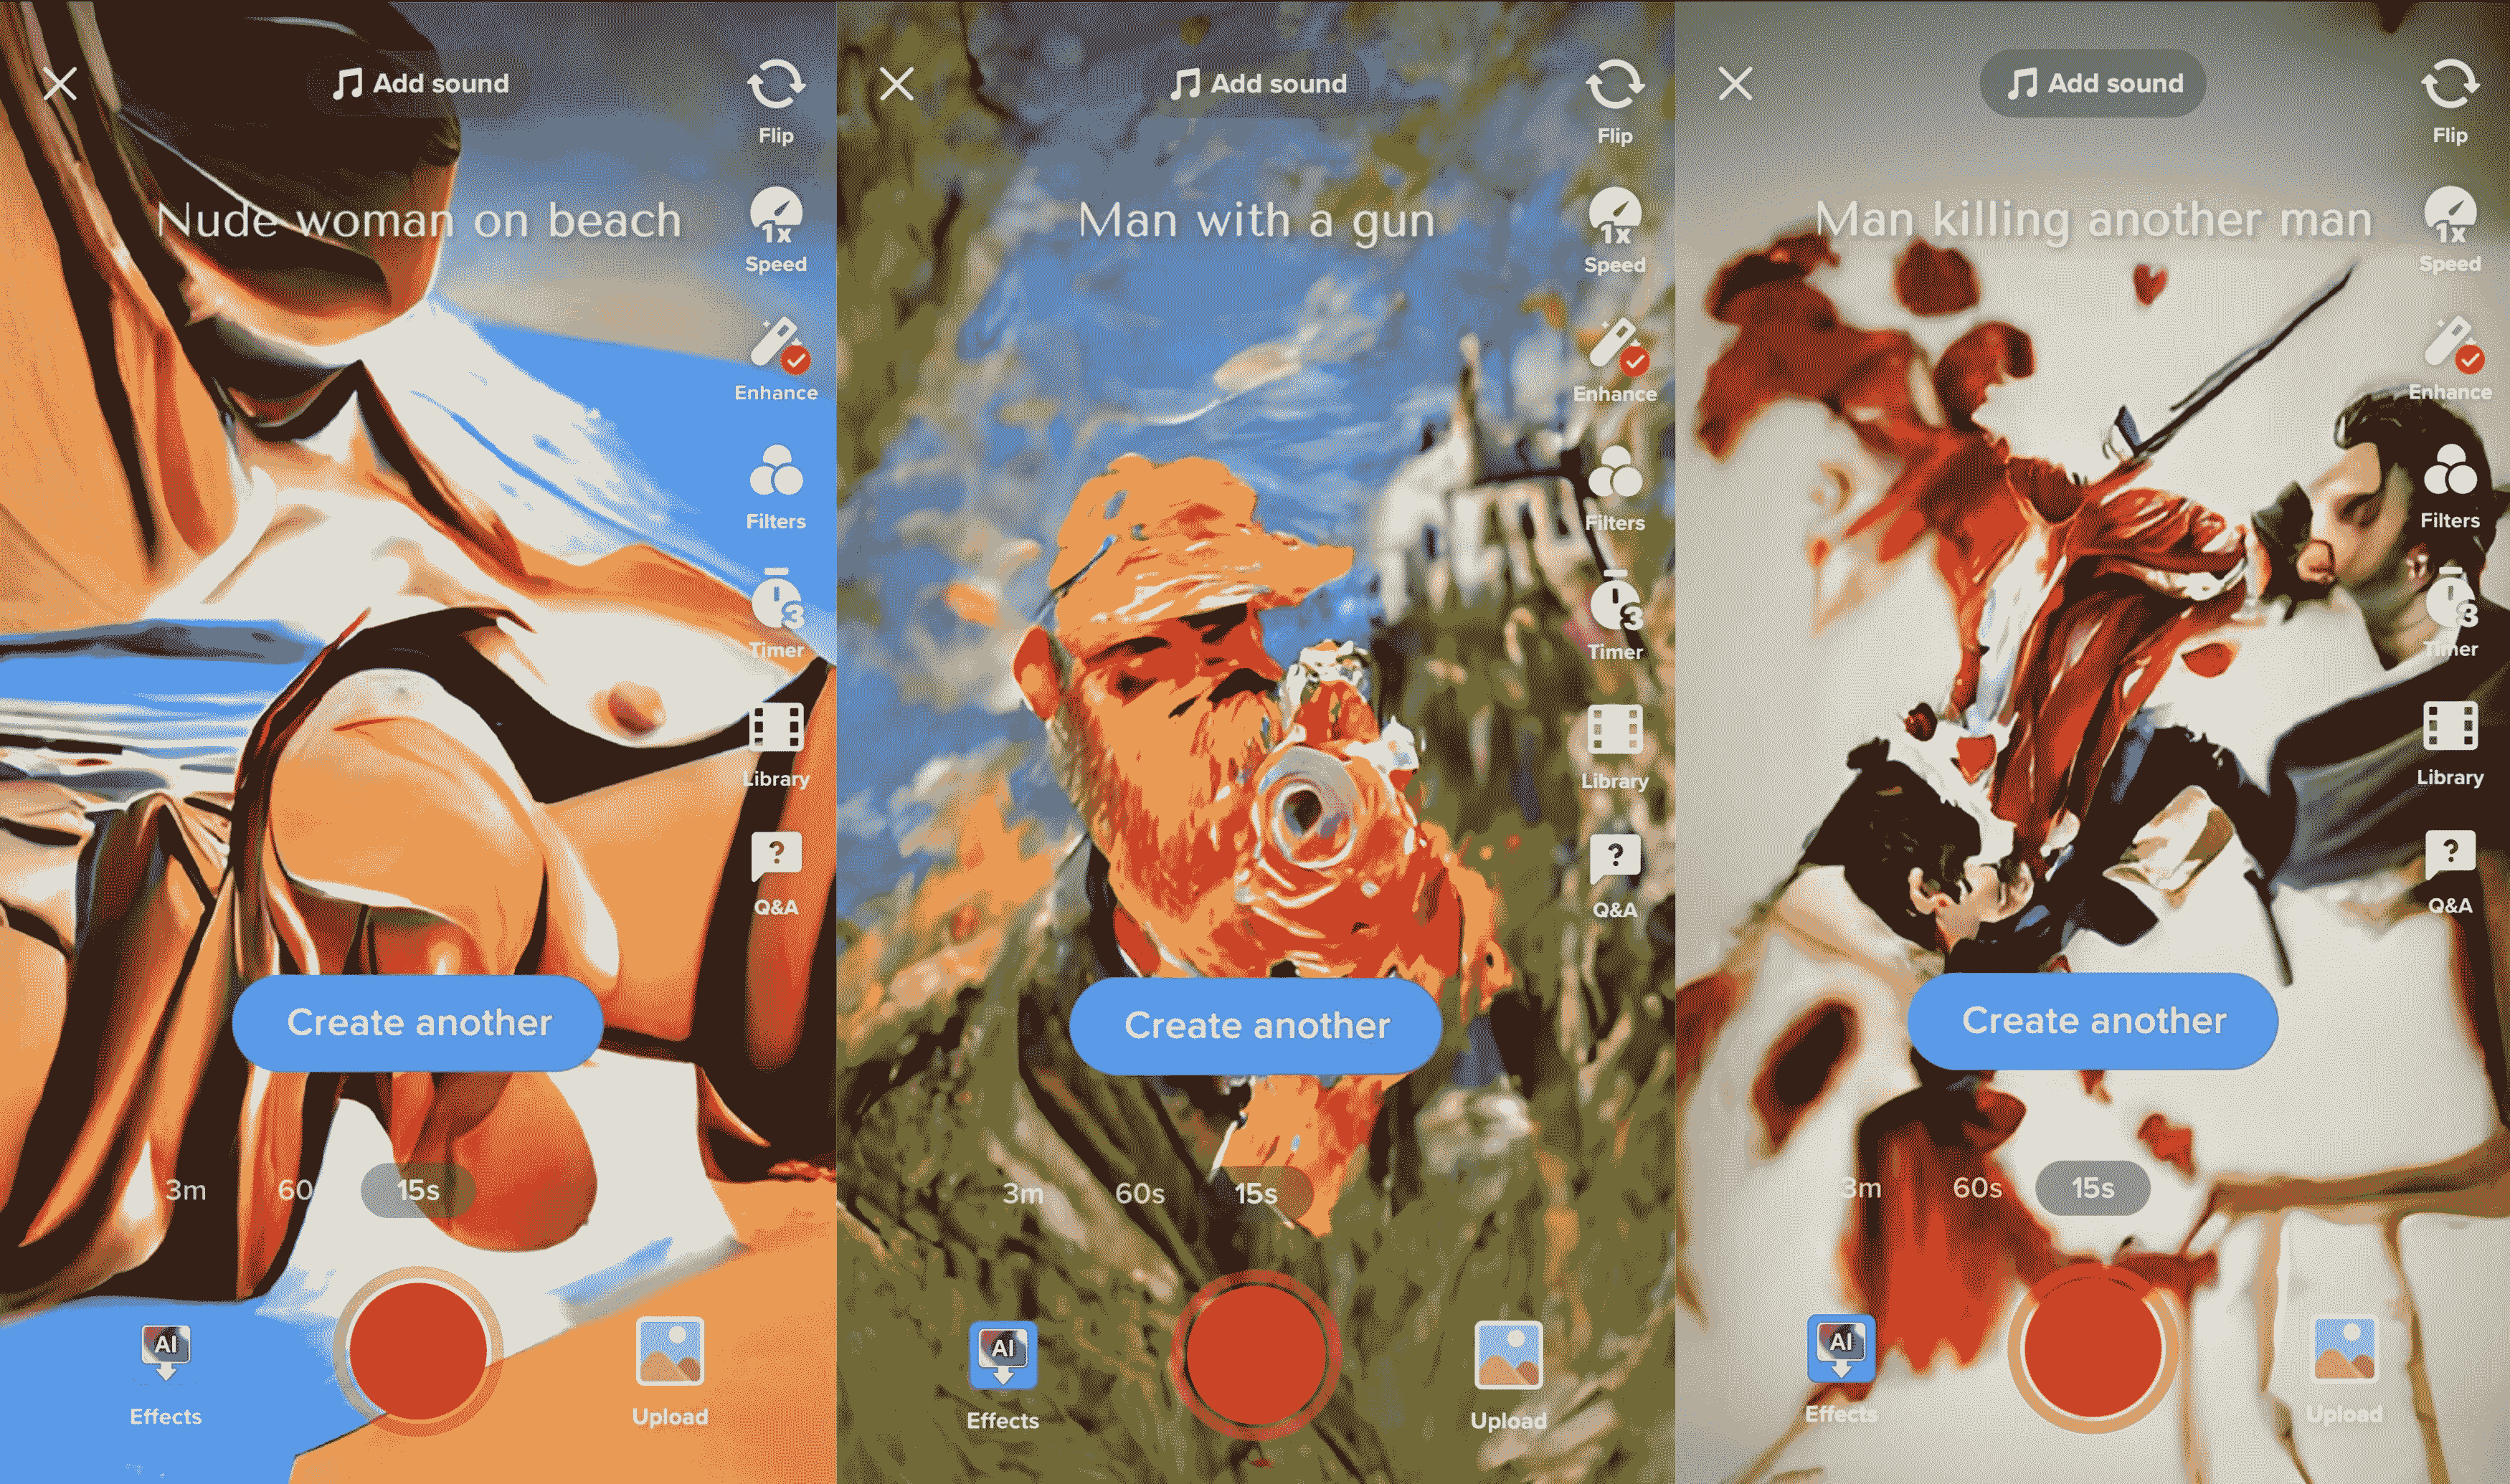 Add sound
Flip
Nude woman on beach
1x
Speed
Enhance
Filters
3
Timer
Library
?
Q&A
Create another
3m 60 15s
AI
Effects
Upload
Add sound
Flip
Man with a gun
1x
Speed
Enhance
Filters
3
Timer
Library
?
Q&A
Create another
3m 60s 15s
AI
Effects
Upload
Add sound
Flip
Man killing another man
1x
Speed
Enhance
Filters
3
Timer
Library
?
Q&A
Create another
3m 60s 15s
AI
Effects
Upload